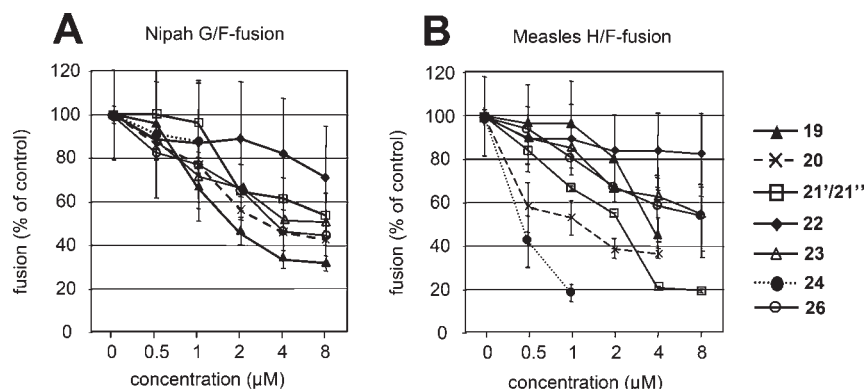 A Nipah G/F-fusion
fusion (% of control)
120
100
80
60
40
20
0
0 0.5 1 2 4 8
concentration (µM)
B Measles H/F-fusion
fusion (% of control)
120
100
80
60
40
20
0
0 0.5 1 2 4 8
concentration (µM)
19
20
21'/21''
22
23
24
26